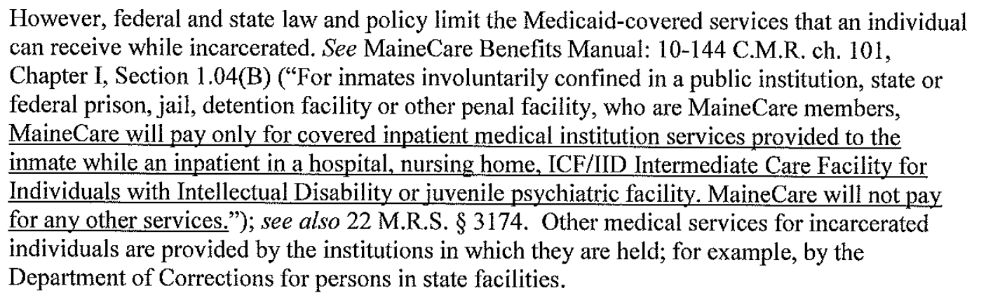 However, federal and state law and policy limit the Medicaid-covered services that an individual
can receive while incarcerated. See MaineCare Benefits Manual: 10-144 C.M.R. ch. 101,
Chapter I, Section 1.04(B) (“For inmates involuntarily confined in a public institution, state or
federal prison, jail, detention facility or other penal facility, who are MaineCare members,
MaineCare will pay only for covered inpatient medical institution services provided to the
inmate while an inpatient in a hospital, nursing home, ICF/IID Intermediate Care Facility for
Individuals with Intellectual Disability or juvenile psychiatric facility. MaineCare will not pay
for any other services.”); see also 22 M.R.S. § 3174.  Other medical services for incarcerated
individuals are provided by the institutions in which they are held; for example, by the
Department of Corrections for persons in state facilities.